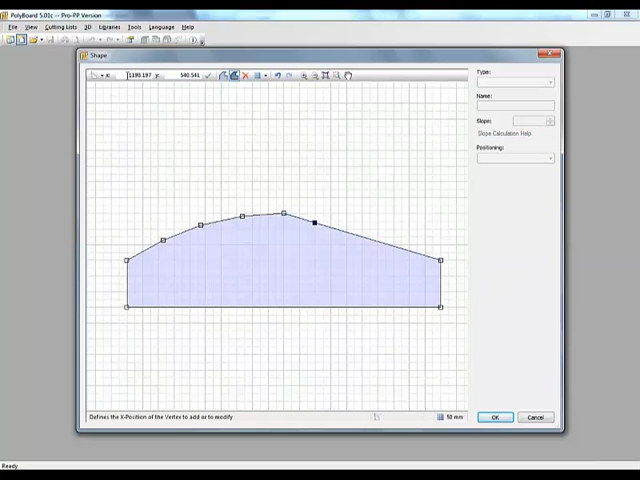 PolyBoard 5.01c -- Pro-PP Version
File View Cutting Lists 2D Libraries Tools Language Help
Shape
x: 1190.197 y: 540.541
Type:
Name:
Slope:
Slope Calculation Help
Positioning:
Defines the X-Position of the Vertex to add or to modify
50 mm
OK Cancel
Ready